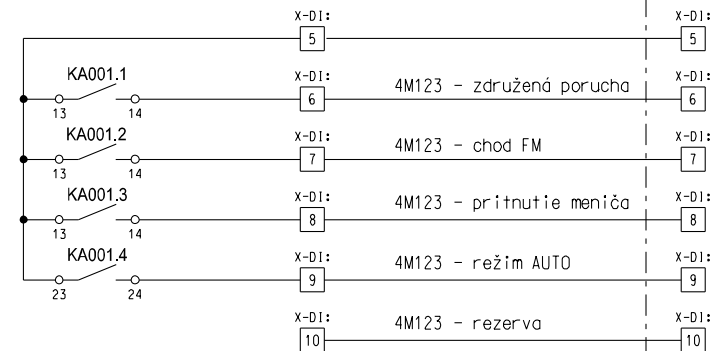 X-DI: X-DI:
5 5
KA001.1 X-DI: 4M123 - združená porucha X-DI:
13 14 6 6
KA001.2 X-DI: 4M123 - chod FM X-DI:
13 14 7 7
KA001.3 X-DI: 4M123 - pritnutie meniča X-DI:
13 14 8 8
KA001.4 X-DI: 4M123 - režim AUTO X-DI:
23 24 9 9
X-DI: 4M123 - rezerva X-DI:
10 10